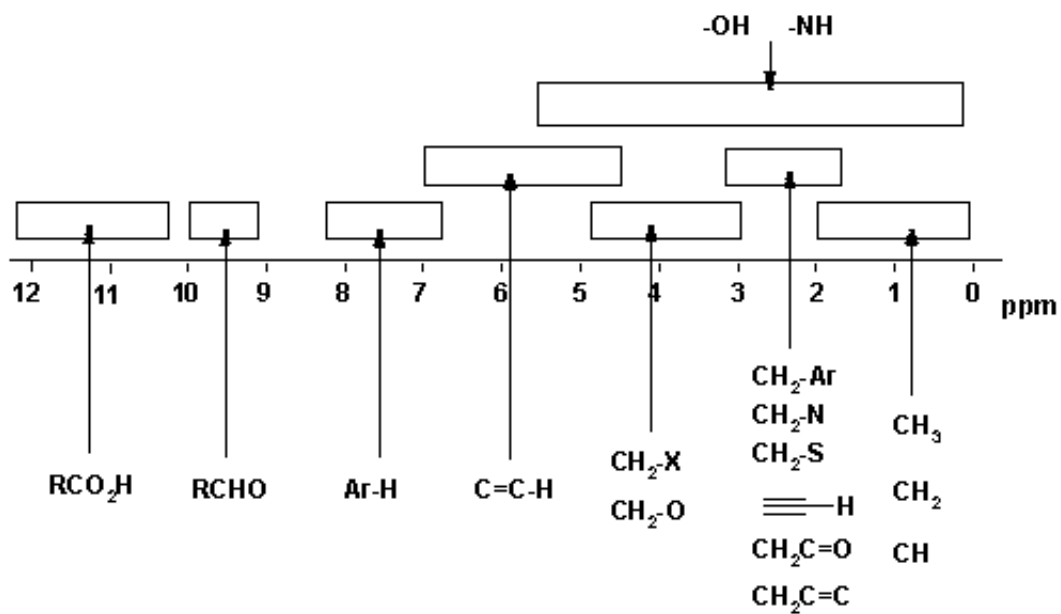 -OH -NH
12 11 10 9 8 7 6 5 4 3 2 1 0 ppm
CH₂-Ar
CH₂-N
CH₂-S
≡—H
CH₂C=O
CH₂C=C
CH₃
CH₂
CH
CH₂-X
CH₂-O
RCO₂H RCHO Ar-H C=C-H